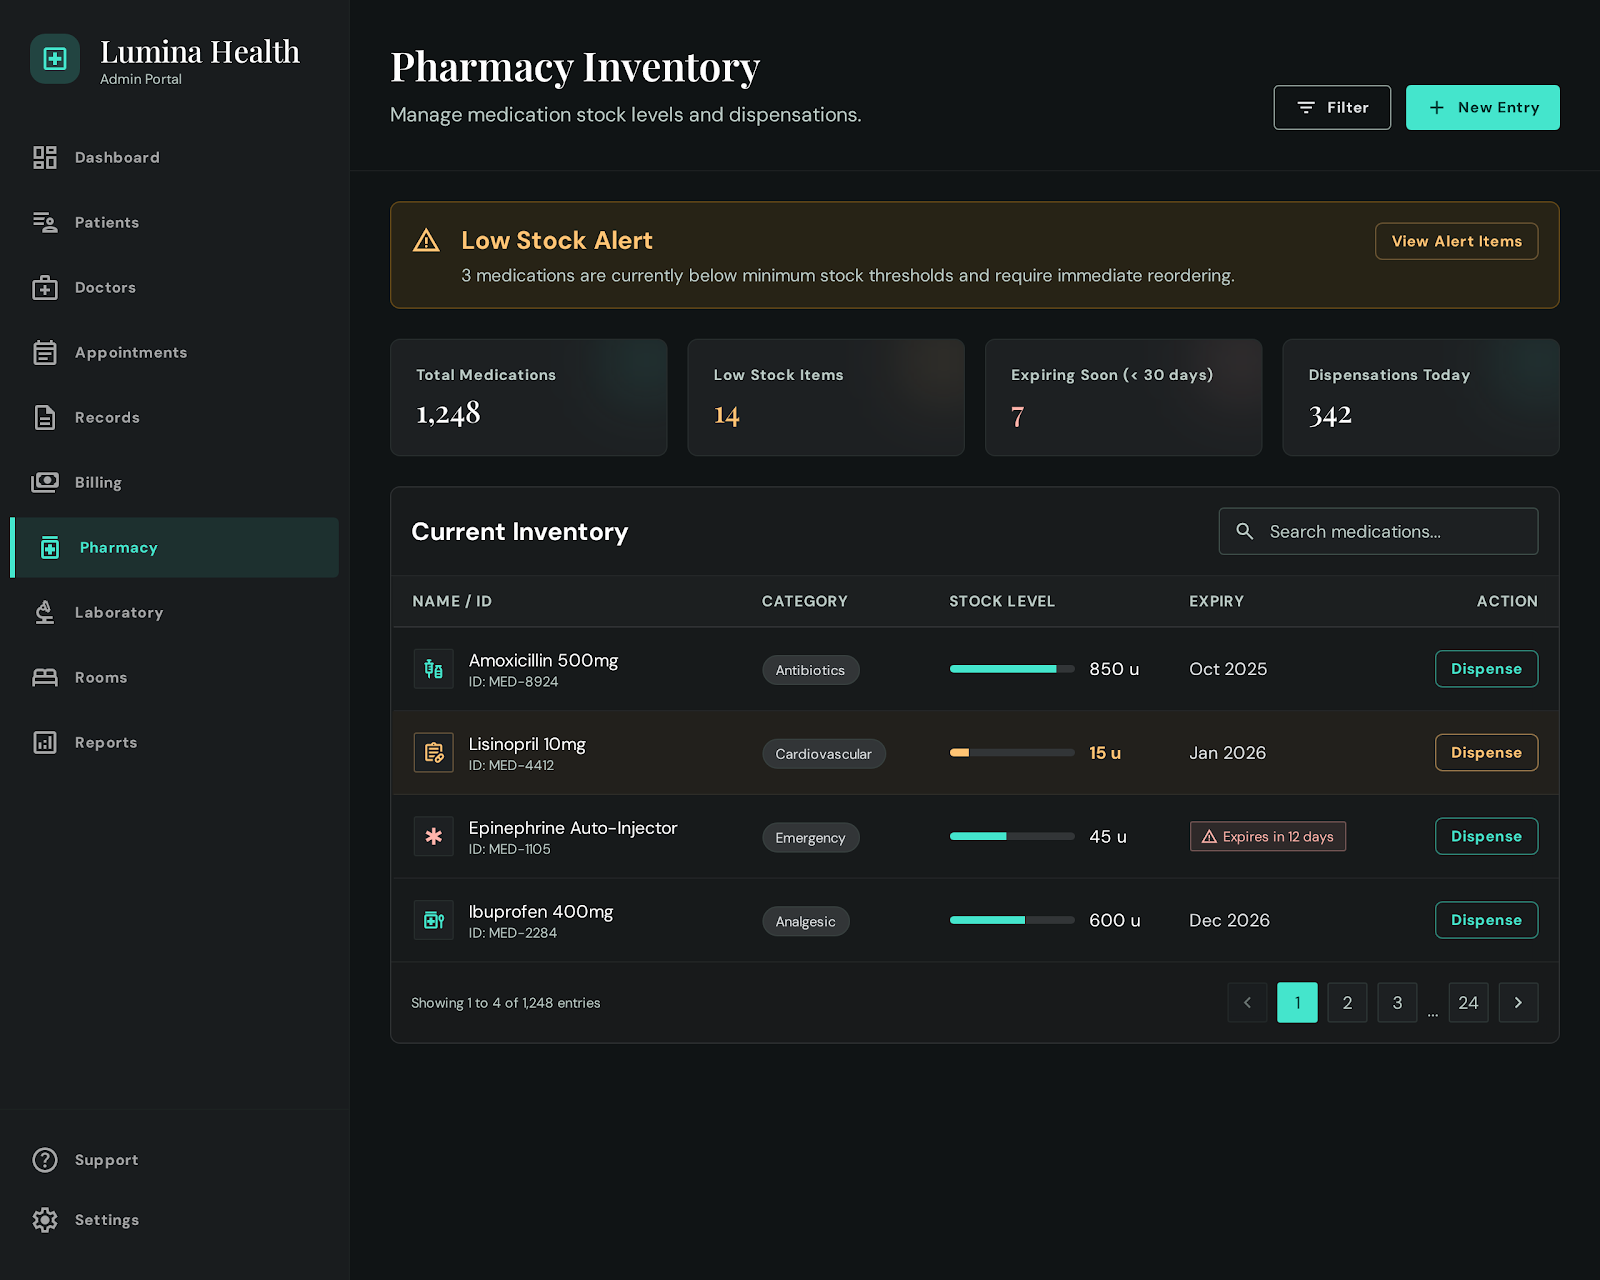 Lumina Health
Admin Portal
Dashboard
Patients
Doctors
Appointments
Records
Billing
Pharmacy
Laboratory
Rooms
Reports
Support
Settings
Pharmacy Inventory
Manage medication stock levels and dispensations.
Filter
New Entry
Low Stock Alert
3 medications are currently below minimum stock thresholds and require immediate reordering.
View Alert Items
Total Medications
1,248
Low Stock Items
14
Expiring Soon (< 30 days)
7
Dispensations Today
342
Current Inventory
Search medications...
NAME / ID CATEGORY STOCK LEVEL EXPIRY ACTION
Amoxicillin 500mg
ID: MED-8924
Antibiotics
850 u
Oct 2025
Dispense
Lisinopril 10mg
ID: MED-4412
Cardiovascular
15 u
Jan 2026
Dispense
Epinephrine Auto-Injector
ID: MED-1105
Emergency
45 u
Expires in 12 days
Dispense
Ibuprofen 400mg
ID: MED-2284
Analgesic
600 u
Dec 2026
Dispense
Showing 1 to 4 of 1,248 entries
1 2 3 ... 24